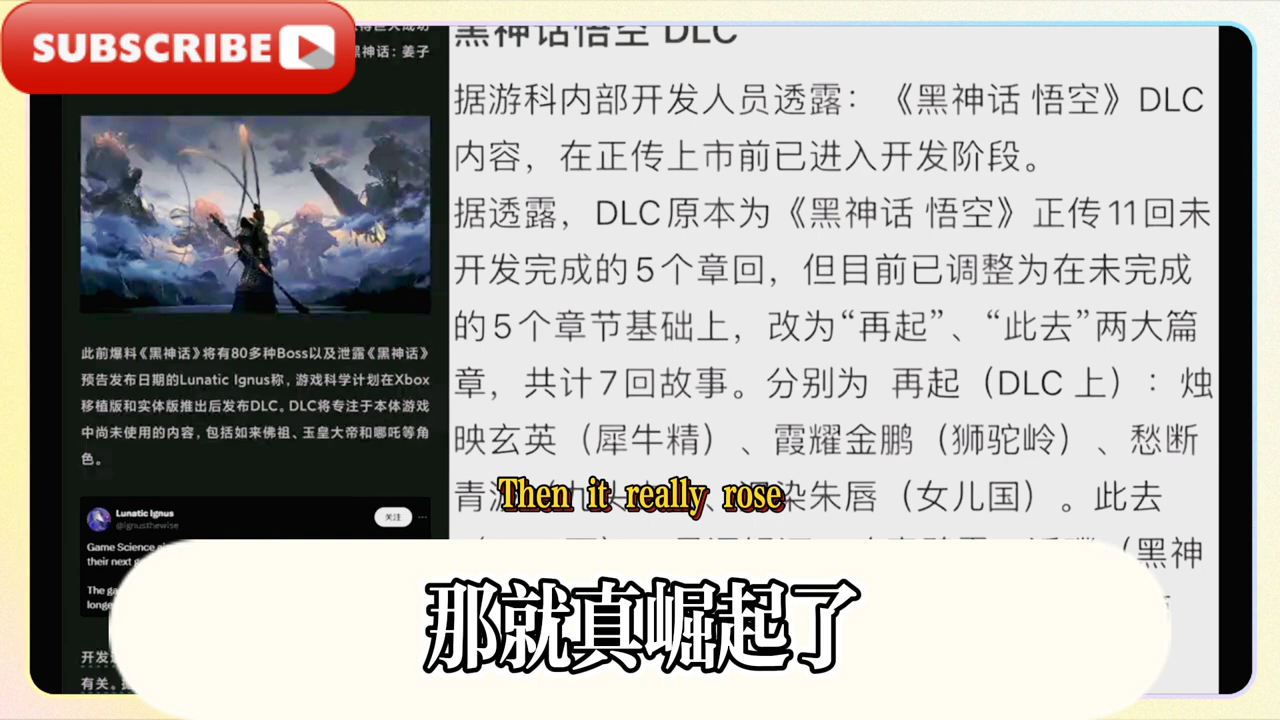 SUBSCRIBE
黑神话：姜子
此前爆料《黑神话》将有80多种Boss以及泄露《黑神话》
预告发布日期的Lunatic Ignus称，游戏科学计划在Xbox
移植版和实体版推出后发布DLC。DLC将专注于本体游戏
中尚未使用的内容，包括如来佛祖、玉皇大帝和哪吒等角
色。
Lunatic Ignus
@Ignusthewise
关注
Game Science
their next
The
longe
开发
有关。
黑神话悟空 DLC
据游科内部开发人员透露：《黑神话 悟空》DLC
内容，在正传上市前已进入开发阶段。
据透露，DLC原本为《黑神话 悟空》正传11回未
开发完成的5个章回，但目前已调整为在未完成
的5个章节基础上，改为“再起”、“此去”两大篇
章，共计7回故事。分别为 再起（DLC 上）：烛
映玄英（犀牛精）、霞耀金鹏（狮驼岭）、愁断
青 染朱唇（女儿国）。此去
（黑神
Then it really rose
那就真崛起了